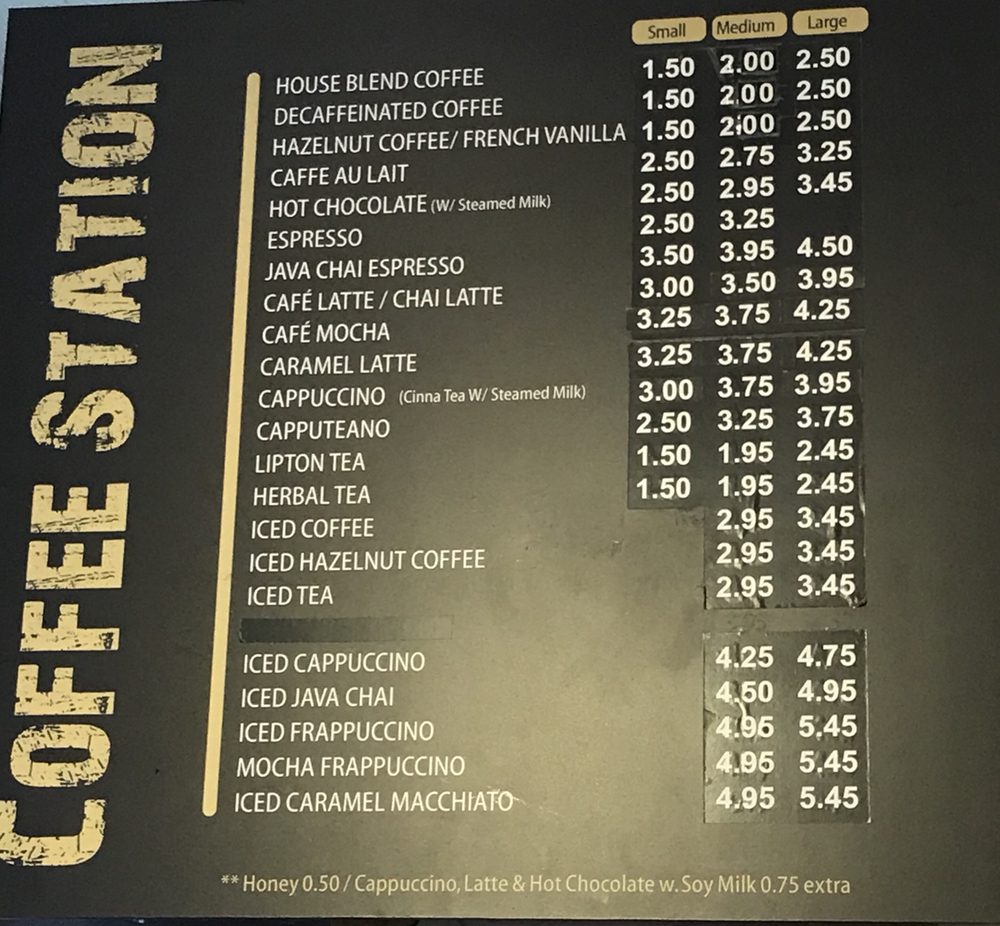 COFFEE STATION
Small Medium Large
HOUSE BLEND COFFEE 1.50 2.00 2.50
DECAFFEINATED COFFEE 1.50 2.00 2.50
HAZELNUT COFFEE/ FRENCH VANILLA 1.50 2.00 2.50
CAFFE AU LAIT 2.50 2.75 3.25
HOT CHOCOLATE (W/ Steamed Milk) 2.50 2.95 3.45
ESPRESSO 2.50 3.25
JAVA CHAI ESPRESSO 3.50 3.95 4.50
CAFÉ LATTE / CHAI LATTE 3.00 3.50 3.95
CAFÉ MOCHA 3.25 3.75 4.25
CARAMEL LATTE 3.25 3.75 4.25
CAPPUCCINO (Cinna Tea W/ Steamed Milk) 3.00 3.75 3.95
CAPPUTEANO 2.50 3.25 3.75
LIPTON TEA 1.50 1.95 2.45
HERBAL TEA 1.50 1.95 2.45
ICED COFFEE 2.95 3.45
ICED HAZELNUT COFFEE 2.95 3.45
ICED TEA 2.95 3.45
ICED CAPPUCCINO 4.25 4.75
ICED JAVA CHAI 4.50 4.95
ICED FRAPPUCCINO 4.95 5.45
MOCHA FRAPPUCCINO 4.95 5.45
ICED CARAMEL MACCHIATO 4.95 5.45
** Honey 0.50 / Cappuccino, Latte & Hot Chocolate w. Soy Milk 0.75 extra